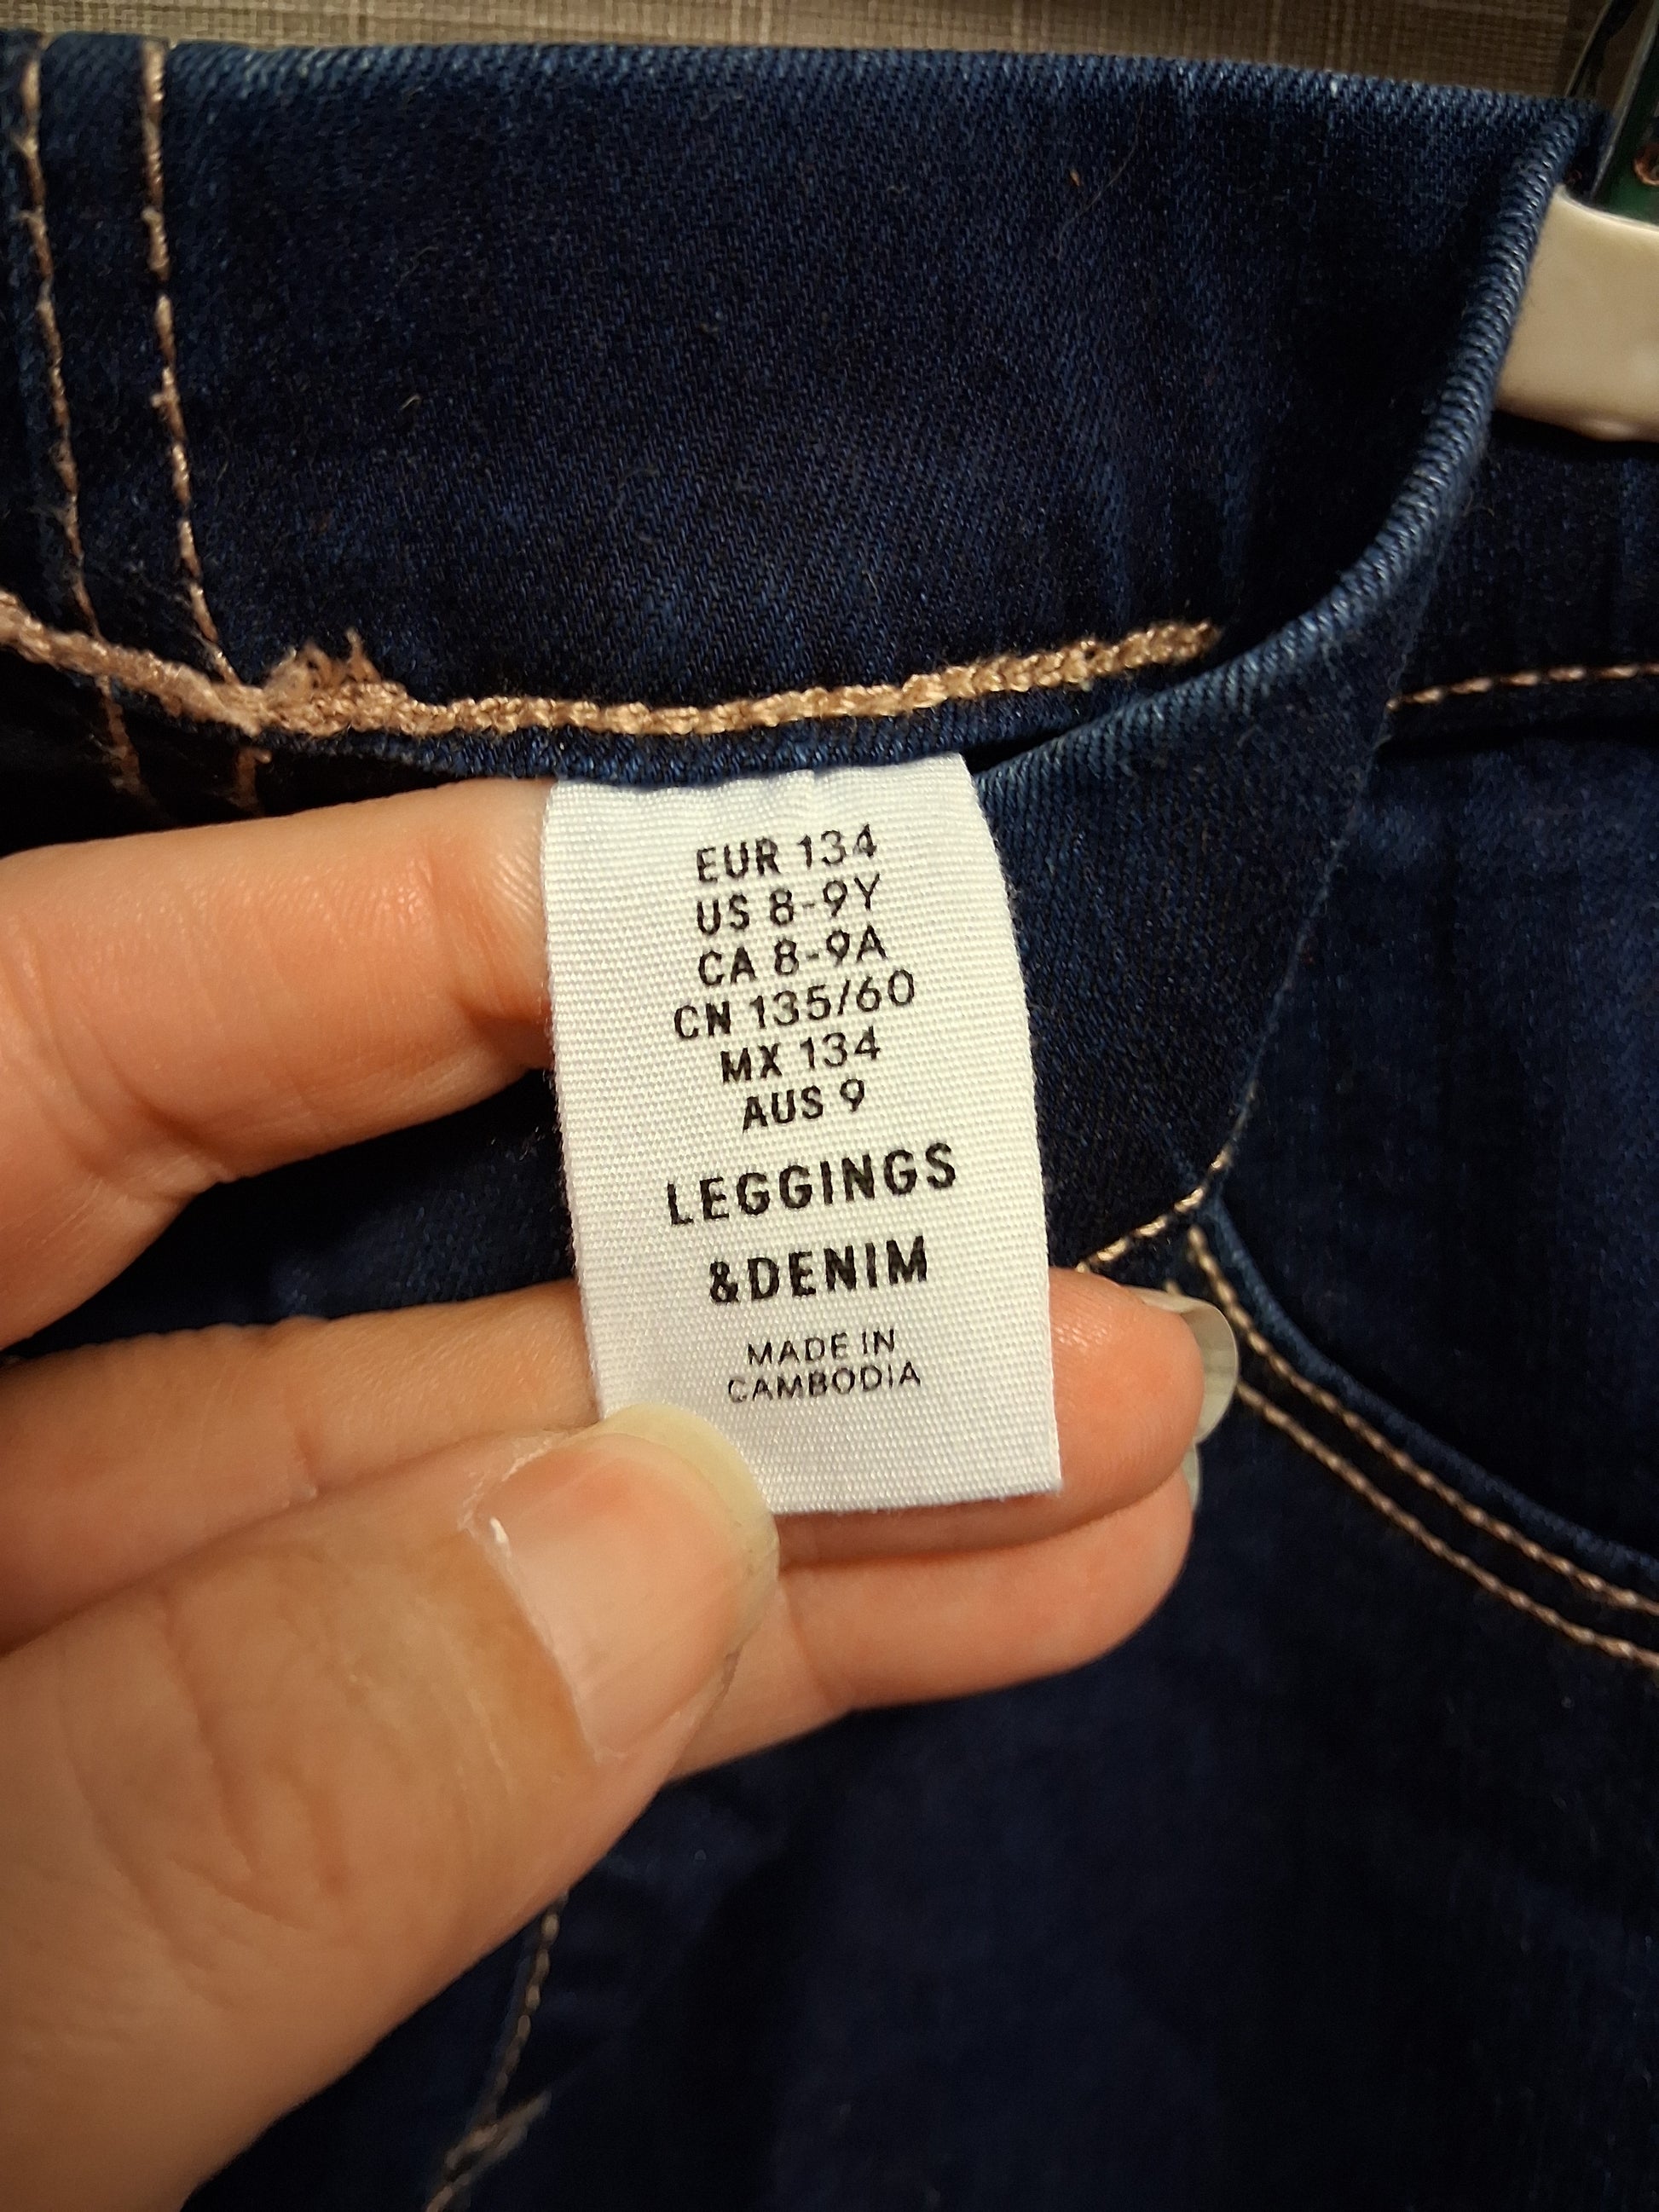 EUR 134
US 8-9Y
CA 8-9A
CN 135/60
MX 134
AUS 9
LEGGINGS
&DENIM
MADE IN
CAMBODIA